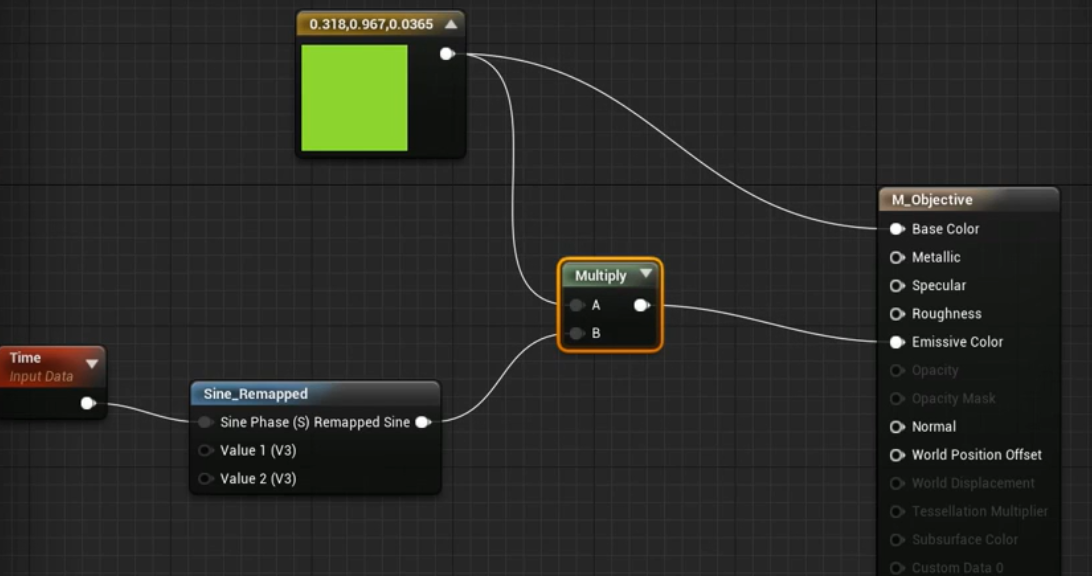 0.318,0.967,0.0365
M_Objective
Base Color
Metallic
Specular
Roughness
Emissive Color
Opacity
Opacity Mask
Normal
World Position Offset
World Displacement
Tessellation Multiplier
Subsurface Color
Custom Data 0
Multiply
A
B
Time
Input Data
Sine_Remapped
Sine Phase (S) Remapped Sine
Value 1 (V3)
Value 2 (V3)